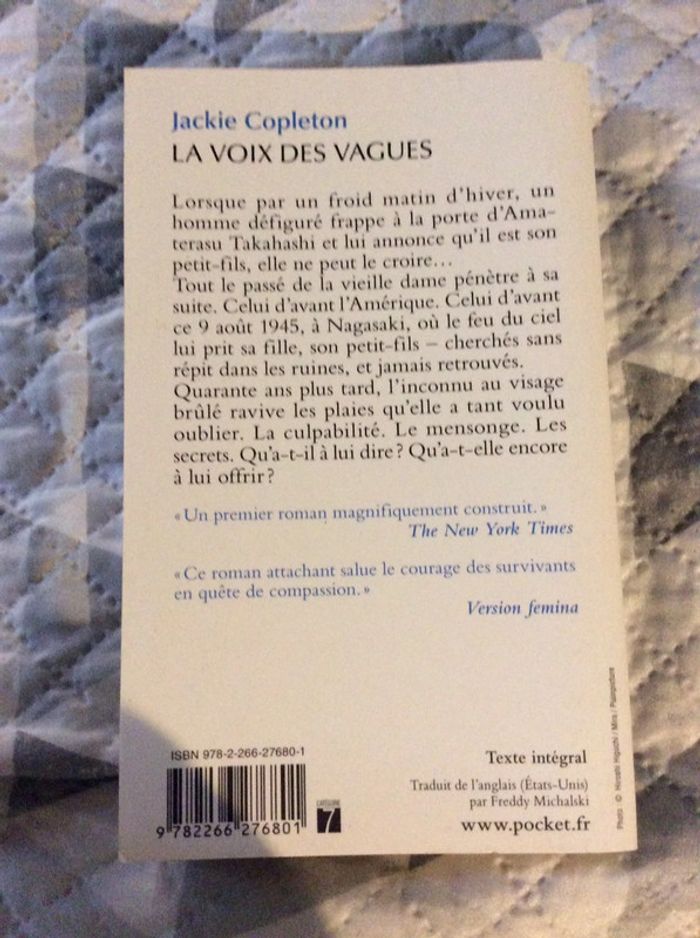 Jackie Copleton
LA VOIX DES VAGUES
Lorsque par un froid matin d'hiver, un
homme défiguré frappe à la porte d'Ama-
terasu Takahashi et lui annonce qu'il est son
petit-fils, elle ne peut le croire...
Tout le passé de la vieille dame pénètre à sa
suite. Celui d'avant l'Amérique. Celui d'avant
ce 9 août 1945, à Nagasaki, où le feu du ciel
lui prit sa fille, son petit-fils – cherchés sans
répit dans les ruines, et jamais retrouvés.
Quarante ans plus tard, l'inconnu au visage
brûlé ravive les plaies qu'elle a tant voulu
oublier. La culpabilité. Le mensonge. Les
secrets. Qu'a-t-il à lui dire ? Qu'a-t-elle encore
à lui offrir ?
« Un premier roman magnifiquement construit. »
The New York Times
« Ce roman attachant salue le courage des survivants
en quête de compassion. »
Version femina
ISBN 978-2-266-27680-1
9 782266 276801
CATÉGORIE
7
Texte intégral
Traduit de l'anglais (États-Unis)
par Freddy Michalski
www.pocket.fr
Photo : © Hiroshi Higuchi / Mira / Plainpicture